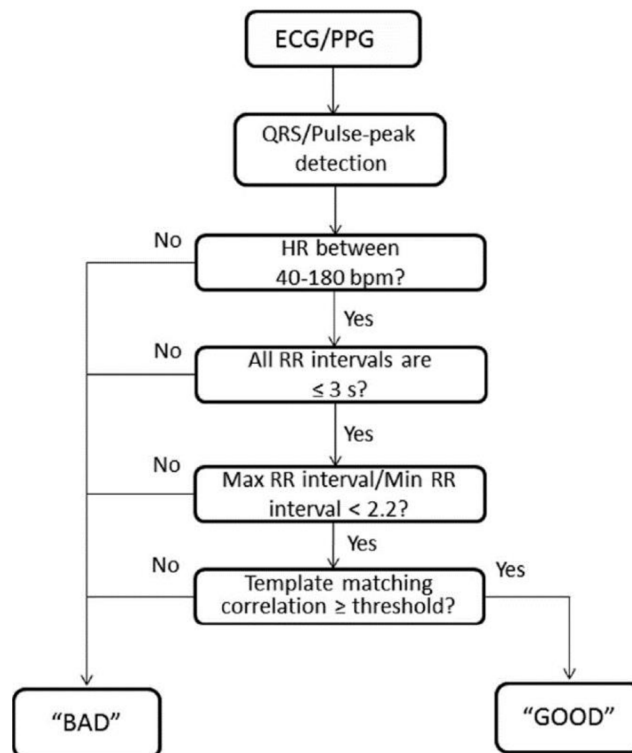 ECG/PPG
QRS/Pulse-peak
detection
No
HR between
40-180 bpm?
Yes
No
All RR intervals are
≤ 3 s?
Yes
No
Max RR interval/Min RR
interval < 2.2?
Yes
No
Template matching
correlation ≥ threshold?
Yes
“BAD”
“GOOD”